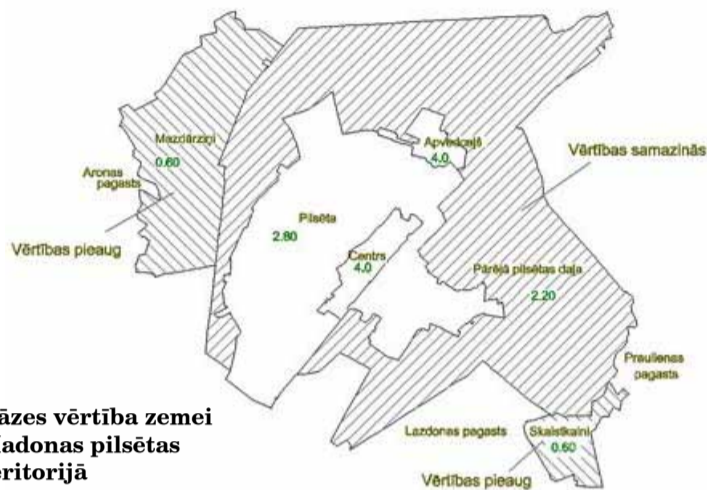 Mazdārziņi
0.60
Aronas
pagasts
Vērtības pieaug
Apvedceļš
4.0
Vērtības samazinās
Pilsēta
2.80
Centrs
4.0
Pārējā pilsētas daļa
2.20
Praulienas
pagasts
Lazdonas pagasts
Skaistkalni
0.60
Vērtības pieaug
āzes vērtība zemei
adonas pilsētas
eritorijā